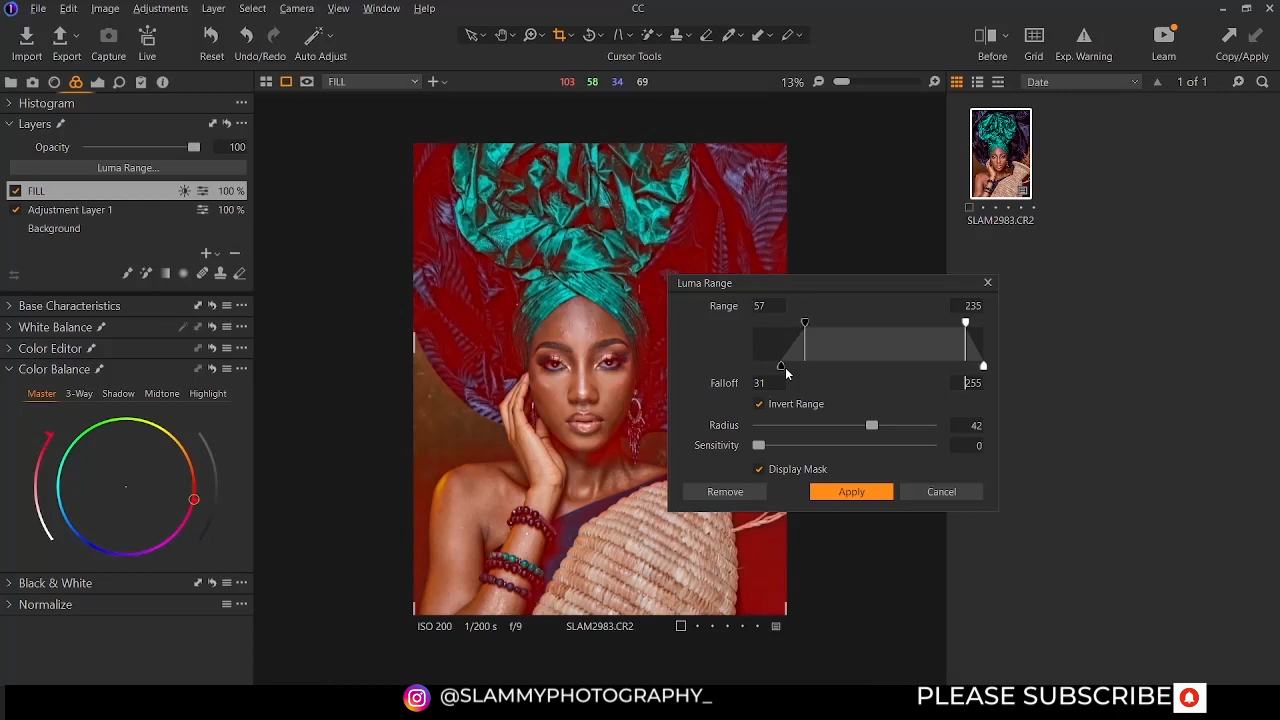 File Edit Image Adjustments Layer Select Camera View Window Help CC
Import Export Capture Live Reset Undo/Redo Auto Adjust Cursor Tools Before Grid Exp. Warning Learn Copy/Apply
FILL 103 58 34 69 13% Date 1 of 1
Histogram
Layers
Opacity 100
Luma Range...
FILL 100 %
Adjustment Layer 1 100 %
Background
Base Characteristics
White Balance
Color Editor
Color Balance
Master 3-Way Shadow Midtone Highlight
Black & White
Normalize
Luma Range
Range 57 235
Falloff 31 255
Invert Range
Radius 42
Sensitivity 0
Display Mask
Remove Apply Cancel
ISO 200 1/200 s f/9 SLAM2983.CR2
SLAM2983.CR2
@SLAMMYPHOTOGRAPHY_ PLEASE SUBSCRIBE